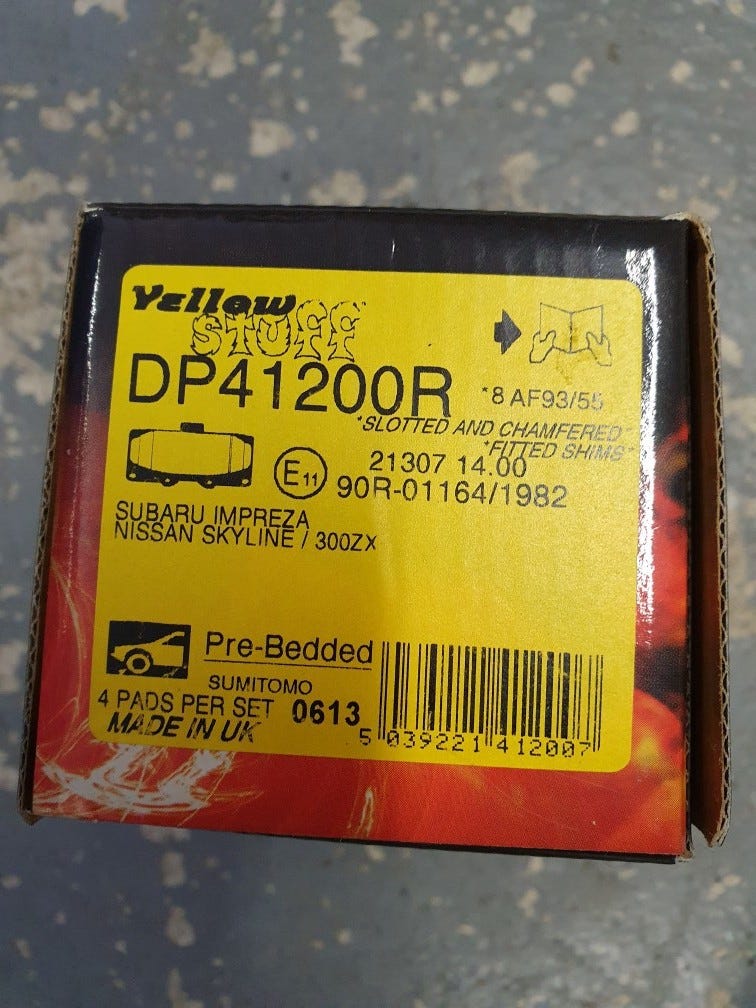 Yellow
STUFF
DP41200R
*8 AF93/55
"SLOTTED AND CHAMFERED"
"FITTED SHIMS"
E11
21307 14.00
90R-01164/1982
SUBARU IMPREZA
NISSAN SKYLINE / 300ZX
Pre-Bedded
SUMITOMO
4 PADS PER SET
0613
MADE IN UK
5 039221 412007